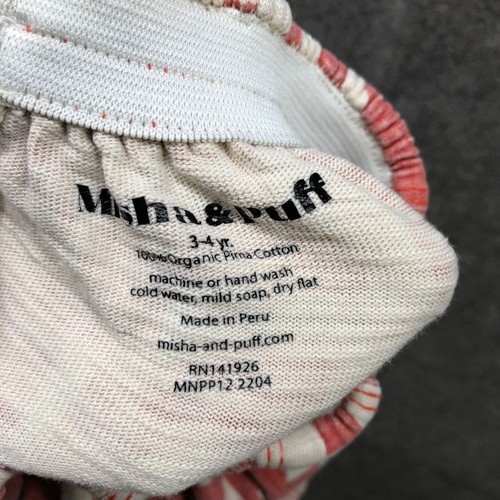 Misha & Puff
3-4 yr.
100% Organic Pima Cotton
machine or hand wash
cold water, mild soap, dry flat
Made in Peru
misha-and-puff.com
RN141926
MNPP12.2204